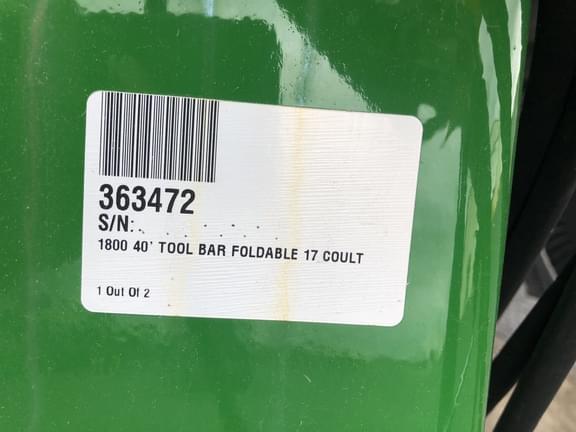 363472
S/N:
1800 40' TOOL BAR FOLDABLE 17 COULT
1 Out Of 2